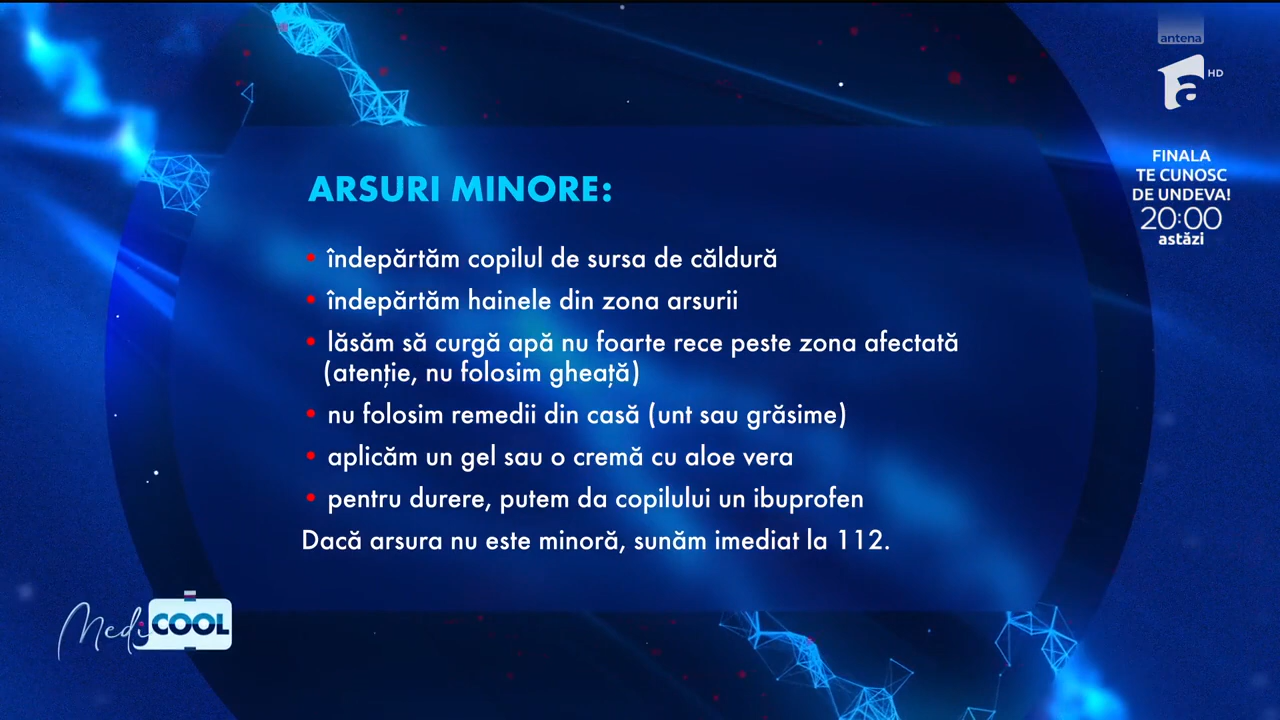 antena
HD
FINALA
TE CUNOSC
DE UNDEVA!
20:00
astăzi
ARSURI MINORE:
• îndepărtăm copilul de sursa de căldură
• îndepărtăm hainele din zona arsurii
• lăsăm să curgă apă nu foarte rece peste zona afectată
(atenție, nu folosim gheață)
• nu folosim remedii din casă (unt sau grăsime)
• aplicăm un gel sau o cremă cu aloe vera
• pentru durere, putem da copilului un ibuprofen
Dacă arsura nu este minoră, sunăm imediat la 112.
Medi COOL